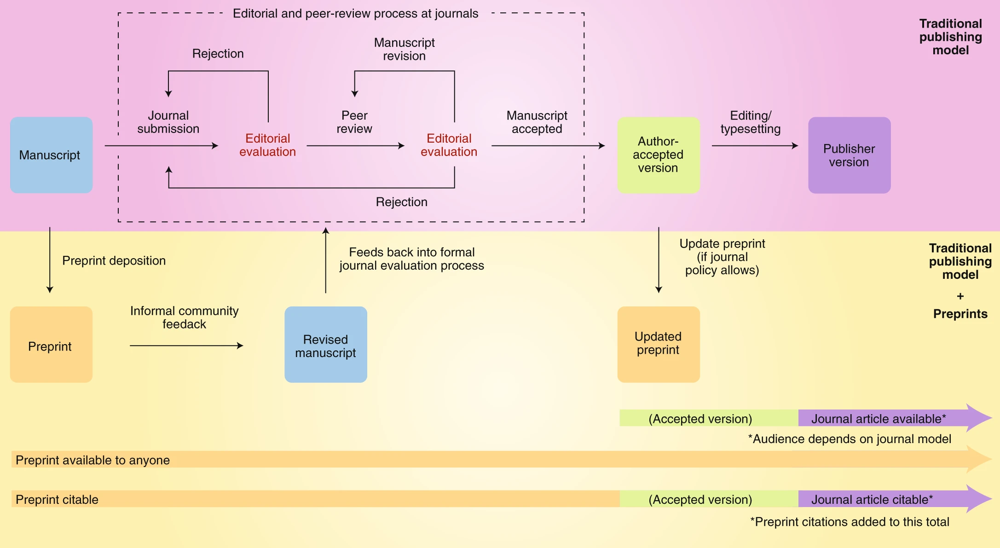 Editorial and peer-review process at journals
Traditional
publishing
model
Rejection
Manuscript
revision
Manuscript
Journal
submission
Editorial
evaluation
Peer
review
Editorial
evaluation
Manuscript
accepted
Author-
accepted
version
Editing/
typesetting
Publisher
version
Rejection
Preprint deposition
Feeds back into formal
journal evaluation process
Update preprint
(if journal
policy allows)
Traditional
publishing
model
+
Preprints
Preprint
Informal community
feedack
Revised
manuscript
Updated
preprint
(Accepted version)
Journal article available*
*Audience depends on journal model
Preprint available to anyone
Preprint citable
(Accepted version)
Journal article citable*
*Preprint citations added to this total